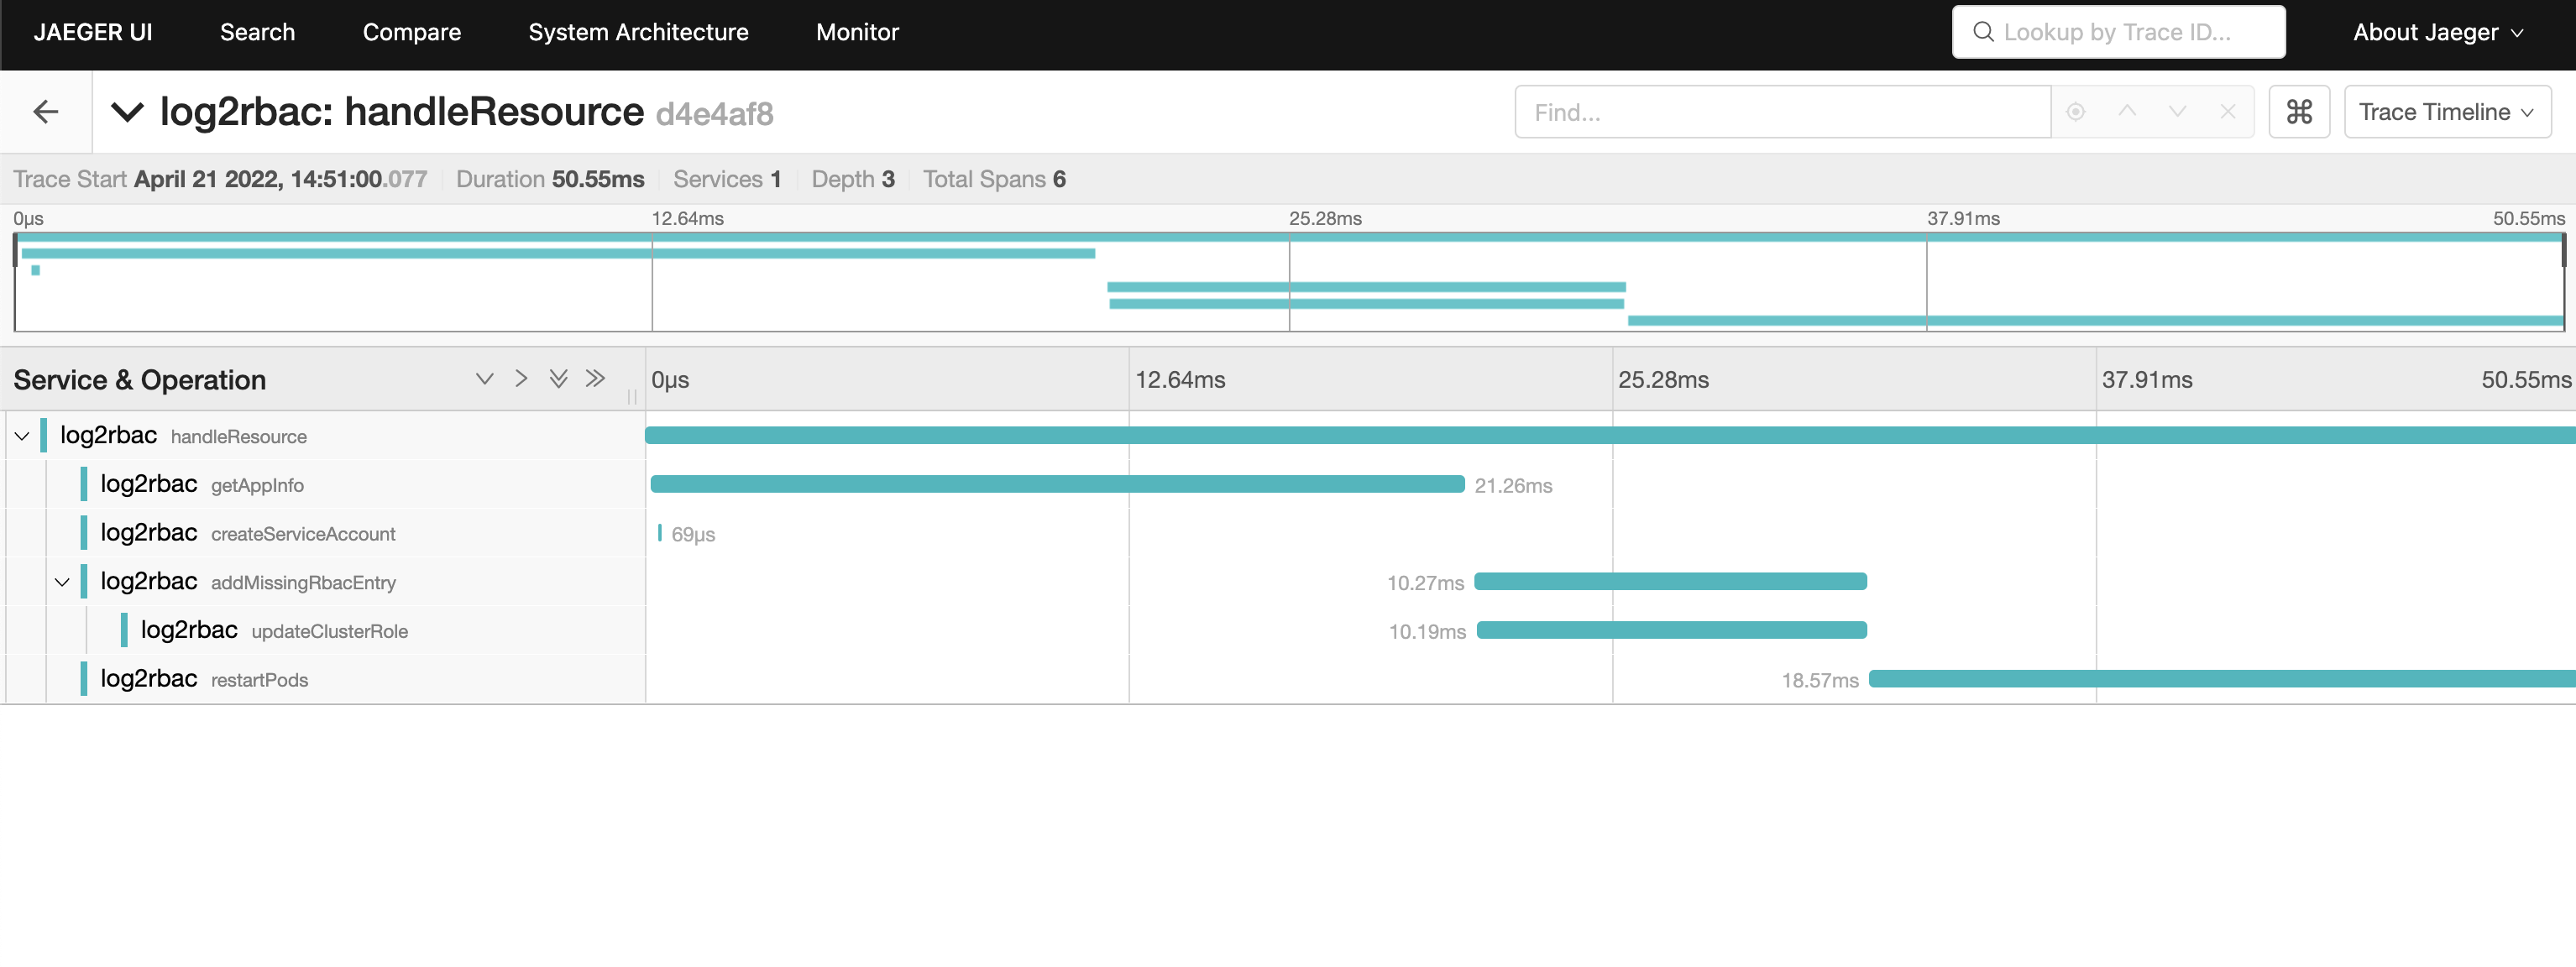 JAEGER UI Search Compare System Architecture Monitor Lookup by Trace ID... About Jaeger
log2rbac: handleResource d4e4af8 Find... ⌘ Trace Timeline
Trace Start April 21 2022, 14:51:00.077 Duration 50.55ms Services 1 Depth 3 Total Spans 6
0μs 12.64ms 25.28ms 37.91ms 50.55ms
Service & Operation 0μs 12.64ms 25.28ms 37.91ms 50.55ms
log2rbac handleResource
log2rbac getAppInfo 21.26ms
log2rbac createServiceAccount 69μs
log2rbac addMissingRbacEntry 10.27ms
log2rbac updateClusterRole 10.19ms
log2rbac restartPods 18.57ms